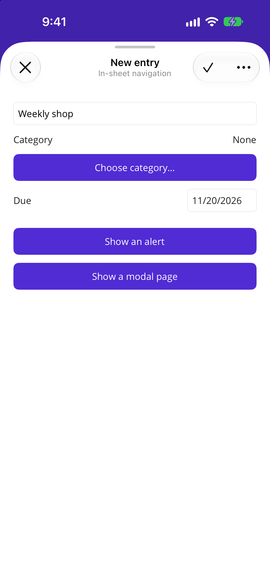 9:41
New entry
In-sheet navigation
Weekly shop
Category None
Choose category...
Due 11/20/2026
Show an alert
Show a modal page